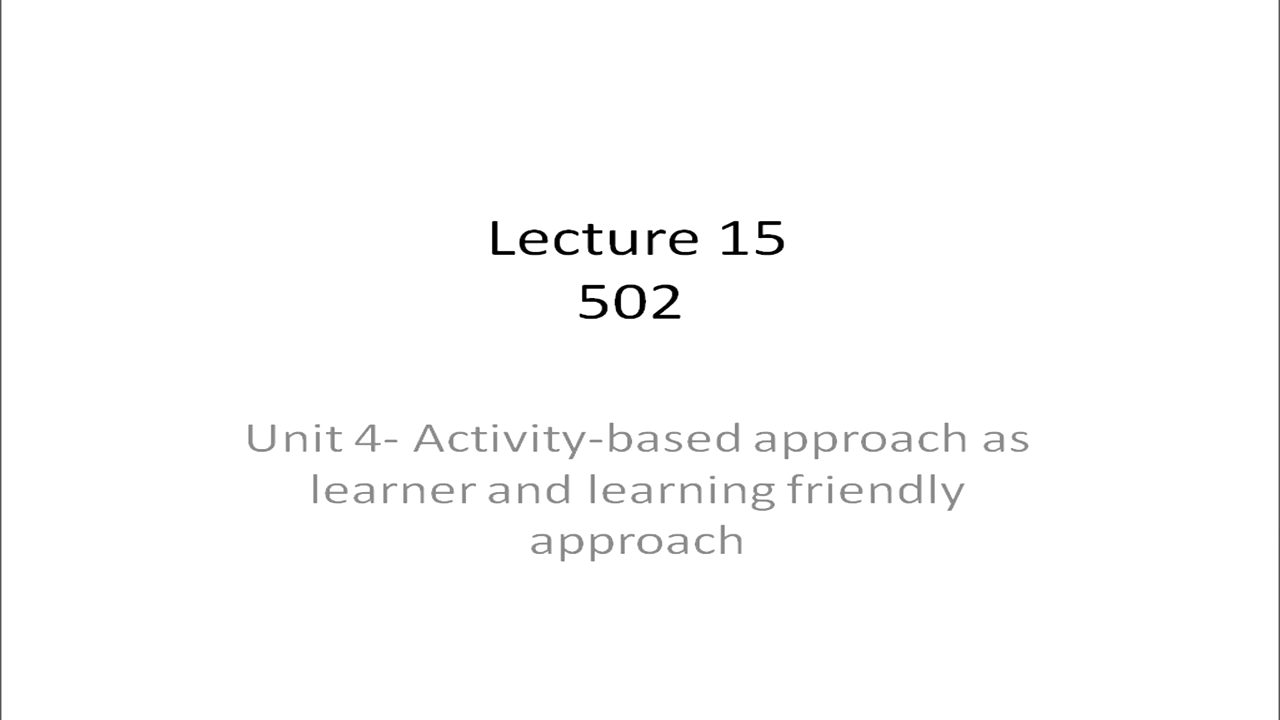 Lecture 15
502
Unit 4- Activity-based approach as
learner and learning friendly
approach